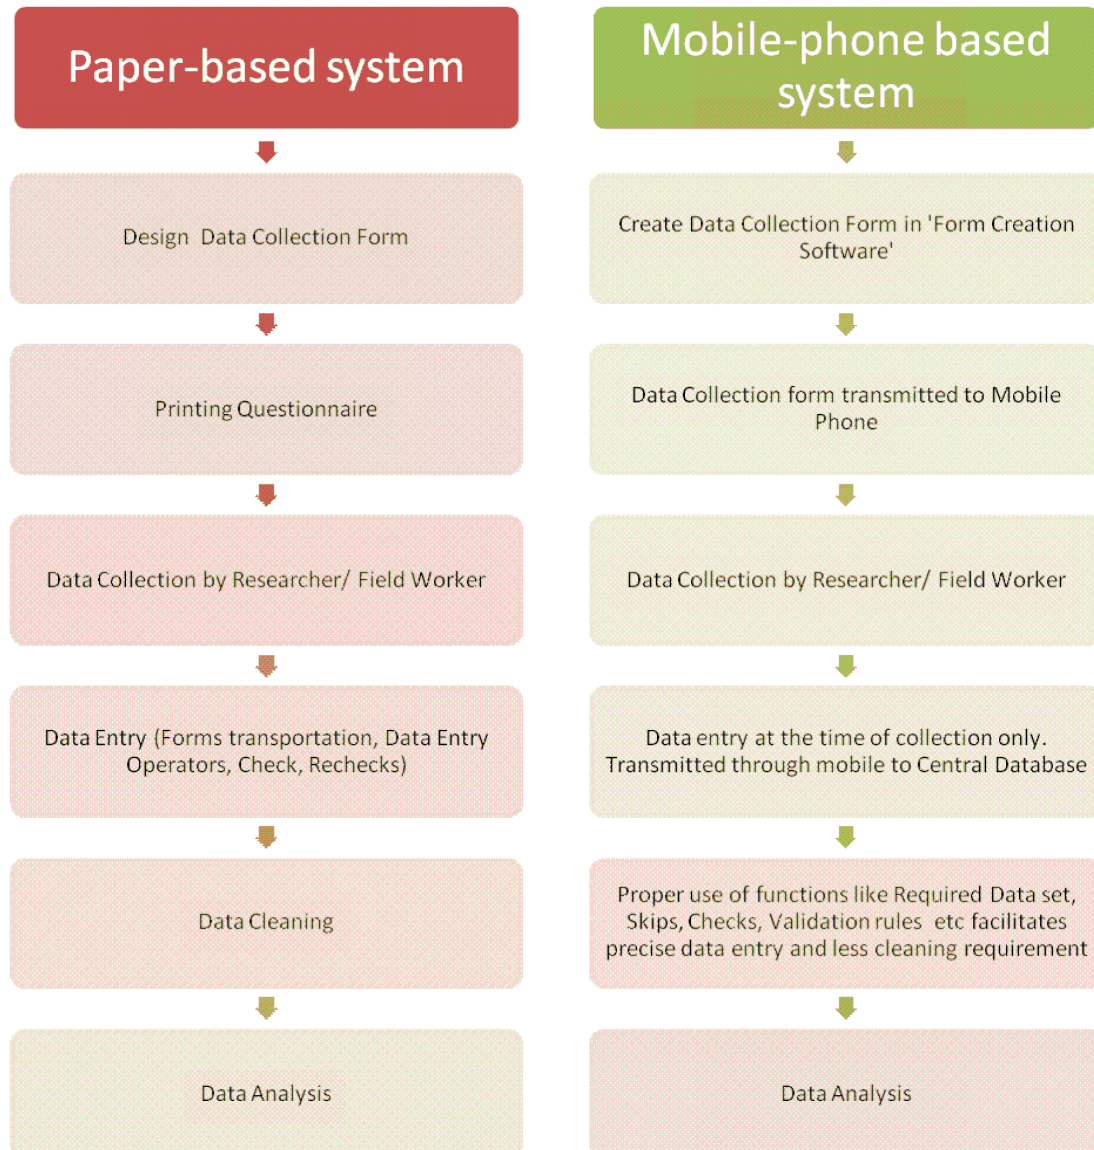 Paper-based system
Design  Data Collection Form
Printing Questionnaire
Data Collection by Researcher/ Field Worker
Data Entry (Forms transportation, Data Entry
Operators, Check, Rechecks)
Data Cleaning
Data Analysis
Mobile-phone based
system
Create Data Collection Form in 'Form Creation
Software'
Data Collection form transmitted to Mobile
Phone
Data Collection by Researcher/ Field Worker
Data entry at the time of collection only.
Transmitted through mobile to Central Database
Proper use of functions like Required Data set,
Skips, Checks, Validation rules  etc facilitates
precise data entry and less cleaning requirement
Data Analysis